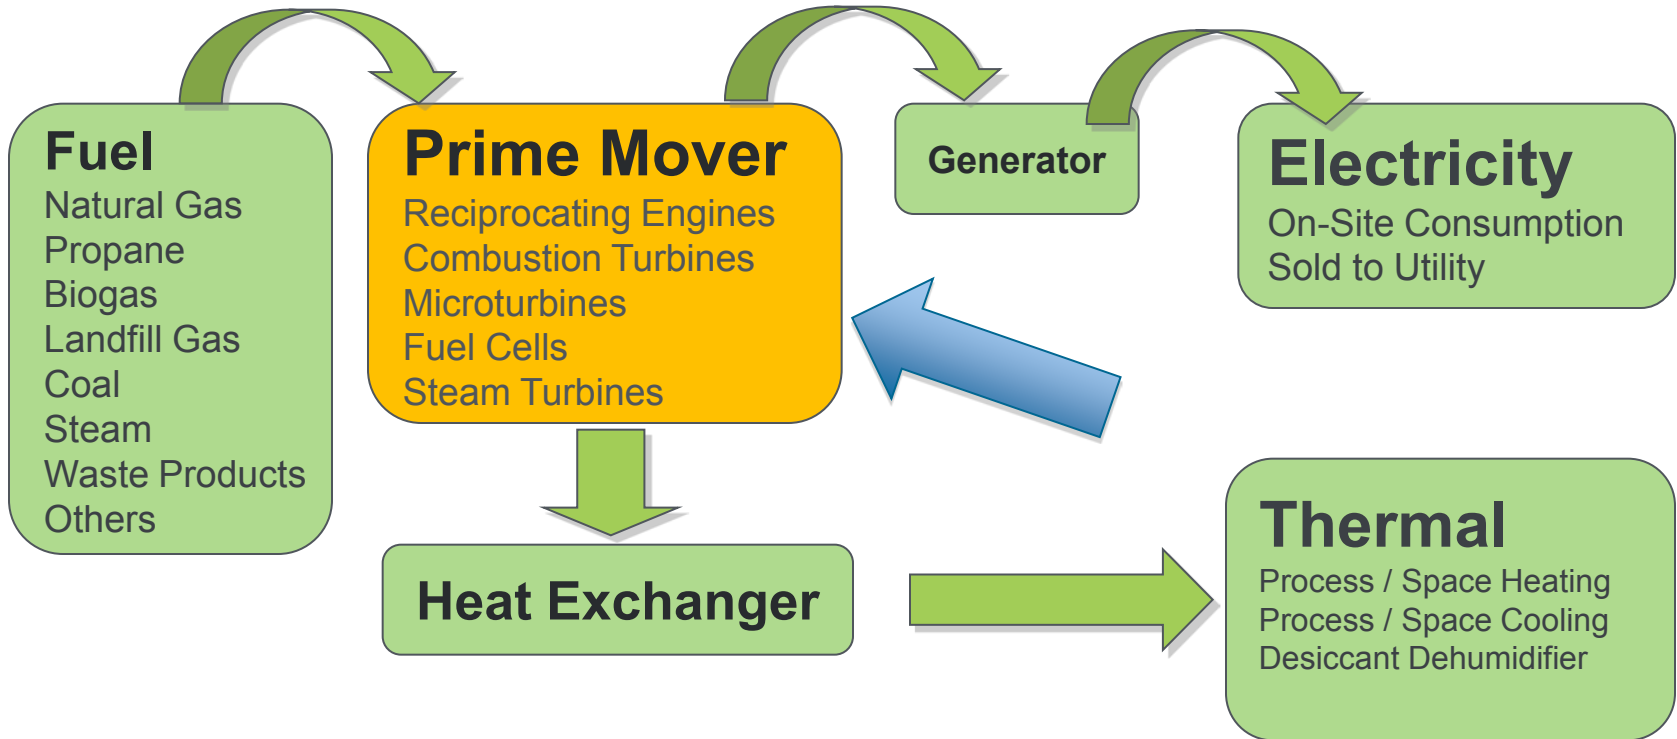 Fuel
Natural Gas
Propane
Biogas
Landfill Gas
Coal
Steam
Waste Products
Others
Prime Mover
Reciprocating Engines
Combustion Turbines
Microturbines
Fuel Cells
Steam Turbines
Generator
Electricity
On-Site Consumption
Sold to Utility
Heat Exchanger
Thermal
Process / Space Heating
Process / Space Cooling
Desiccant Dehumidifier